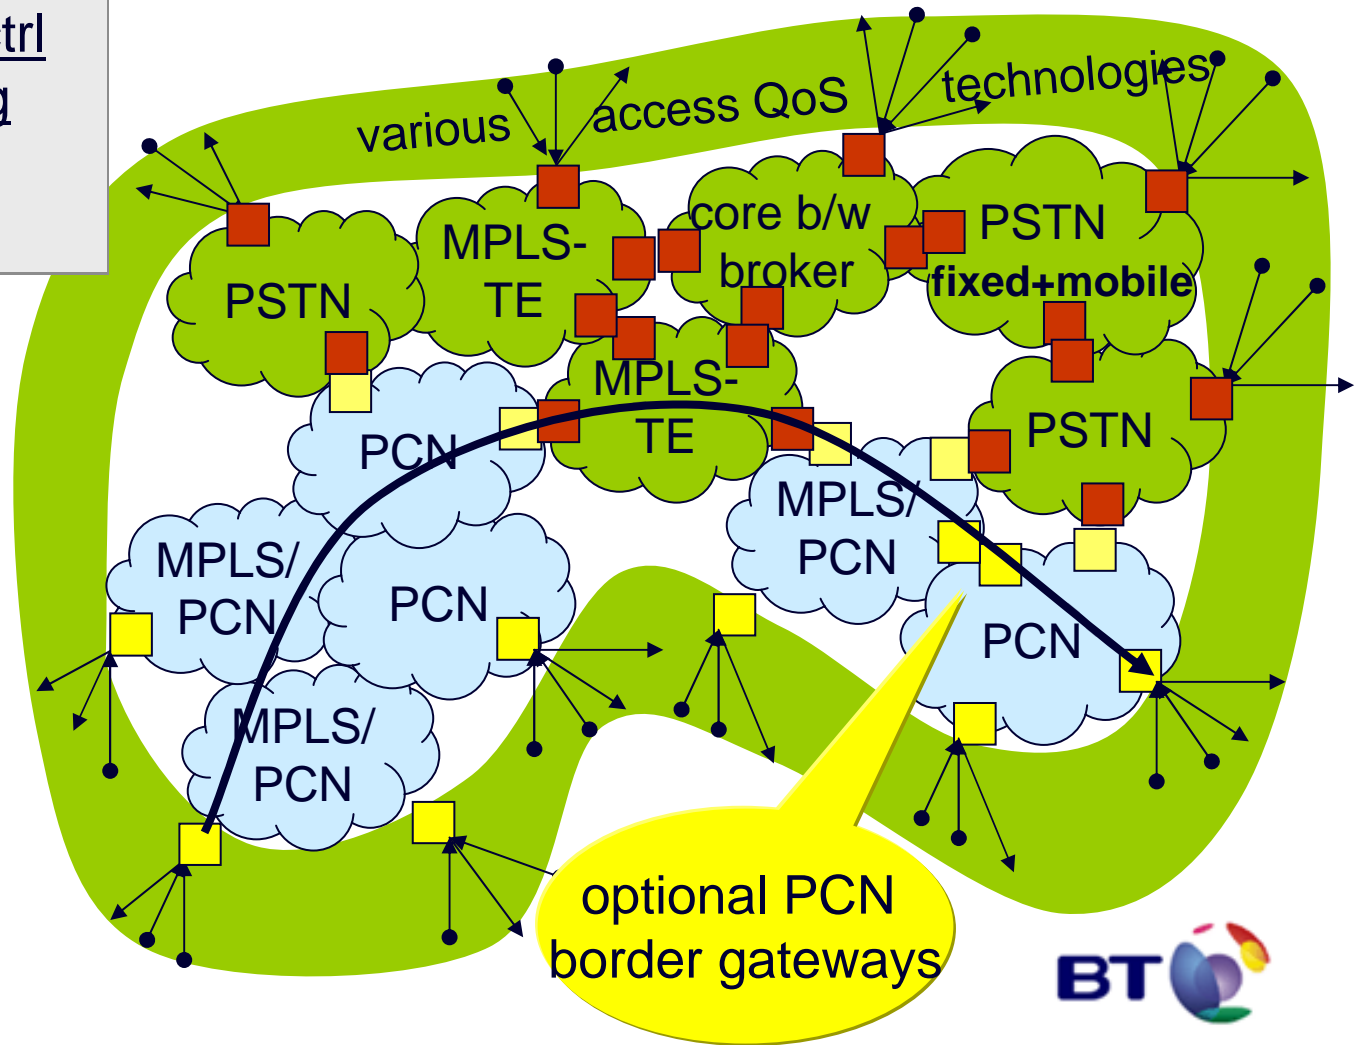 various access QoS technologies
MPLS-
TE
core b/w
broker
PSTN
fixed+mobile
PSTN
MPLS-
TE
PSTN
PCN
MPLS/
PCN
MPLS/
PCN
PCN
PCN
MPLS/
PCN
optional PCN
border gateways
BT